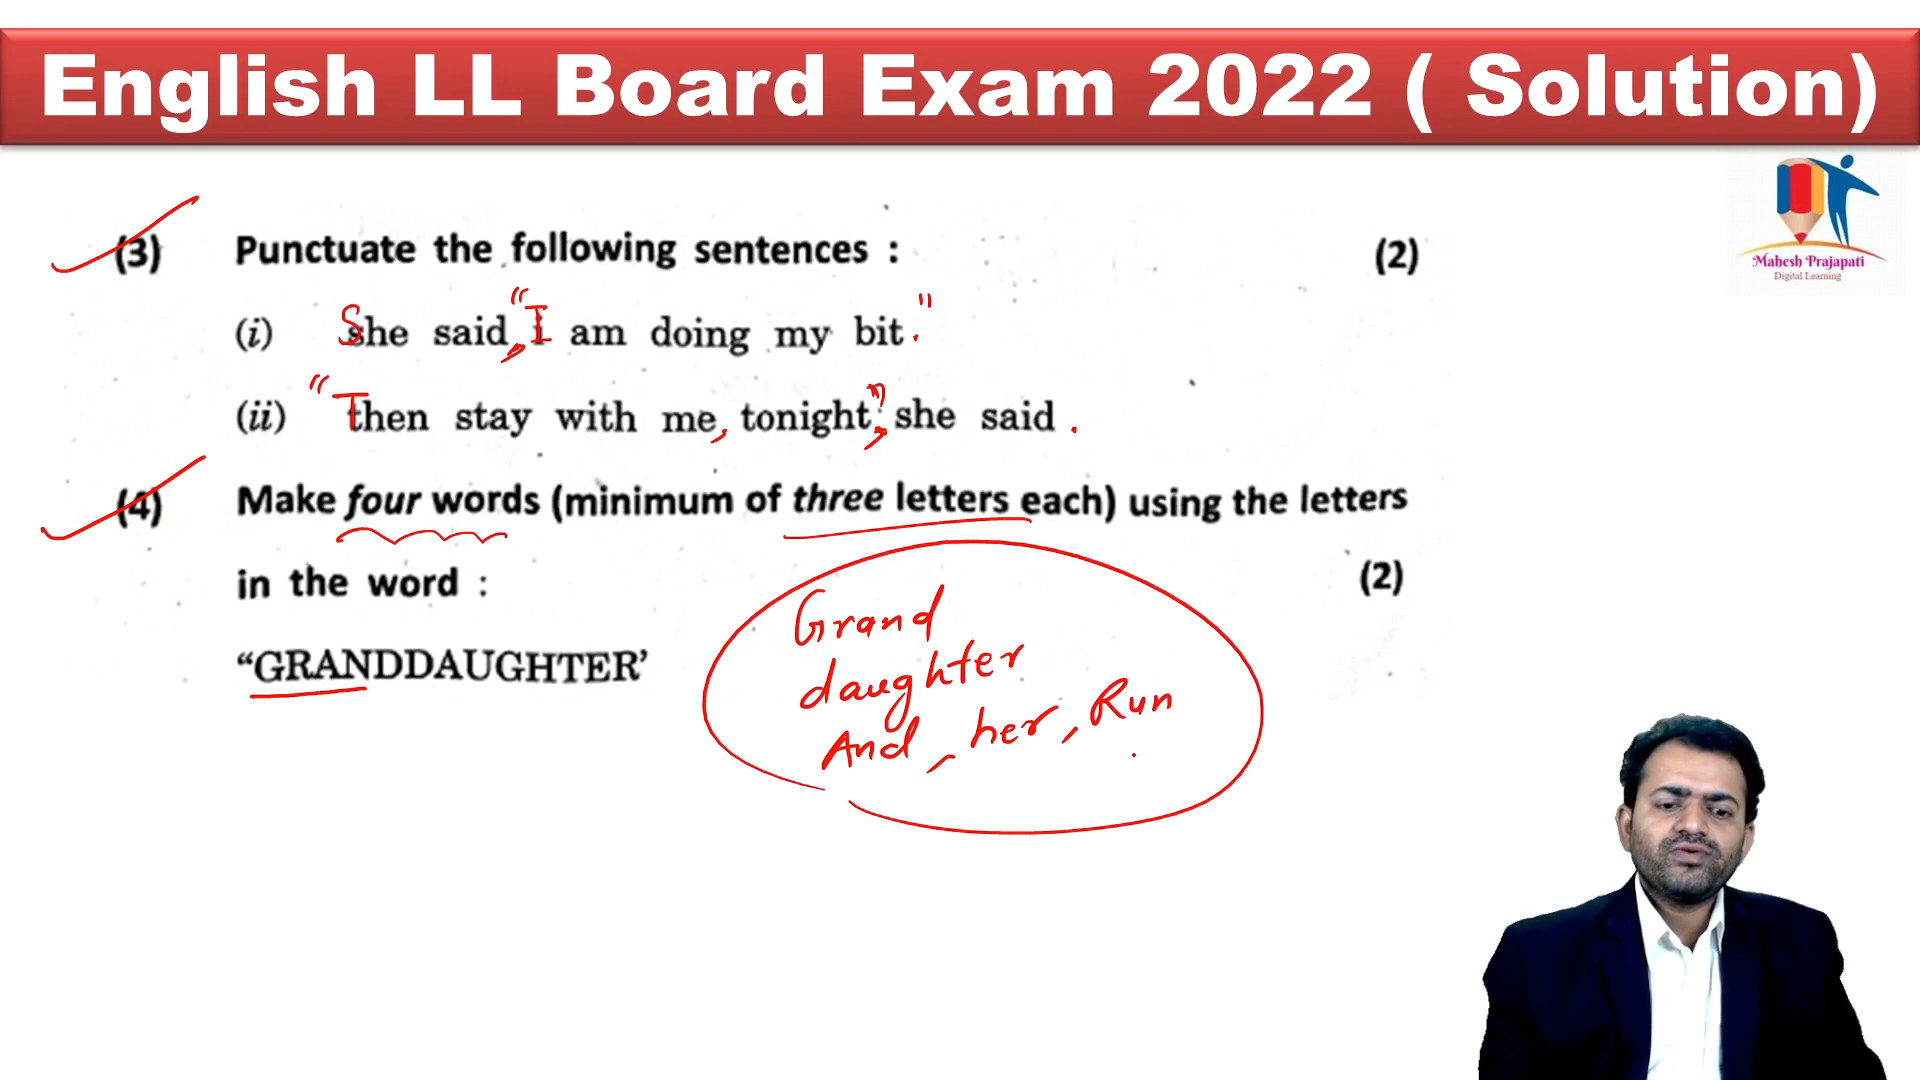 English LL Board Exam 2022 ( Solution)
Mahesh Prajapati
Digital Learning
(3) Punctuate the following sentences : (2)
(i) She said, "I am doing my bit."
(ii) "Then stay with me, tonight," she said.
(4) Make four words (minimum of three letters each) using the letters
in the word : (2)
"GRANDDAUGHTER'
Grand
daughter
And, her, Run